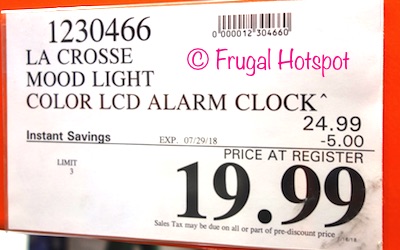 1230466
0 000012 304660
LA CROSSE
© Frugal Hotspot
MOOD LIGHT
COLOR LCD ALARM CLOCK^
24.99
Instant Savings EXP. 07/29/18 -5.00
PRICE AT REGISTER
LIMIT
3
19.99
Sales Tax may be due on all or part of pre-discount price